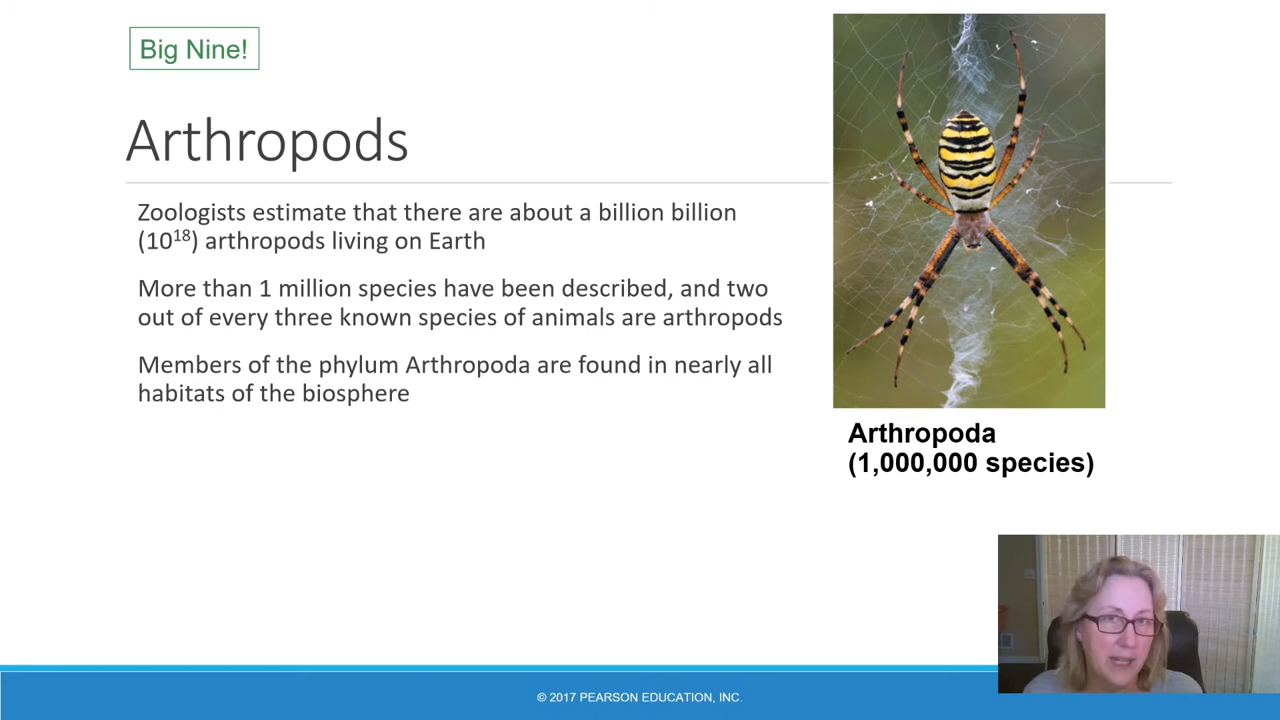 Big Nine!
Arthropods
Zoologists estimate that there are about a billion billion
(10¹⁸) arthropods living on Earth
More than 1 million species have been described, and two
out of every three known species of animals are arthropods
Members of the phylum Arthropoda are found in nearly all
habitats of the biosphere
Arthropoda
(1,000,000 species)
© 2017 PEARSON EDUCATION, INC.